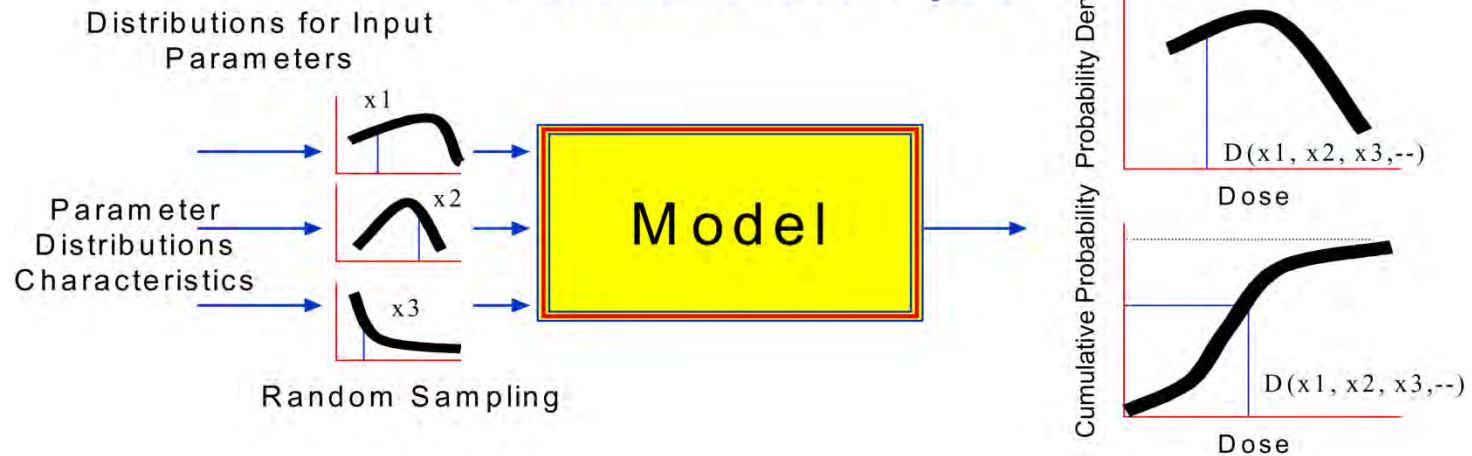 Distributions for Input
Parameters
x1
x2
x3
Parameter
Distributions
Characteristics
Random Sampling
Model
Probability Den
D(x1, x2, x3,--)
Dose
Cumulative Probability
D(x1, x2, x3,--)
Dose